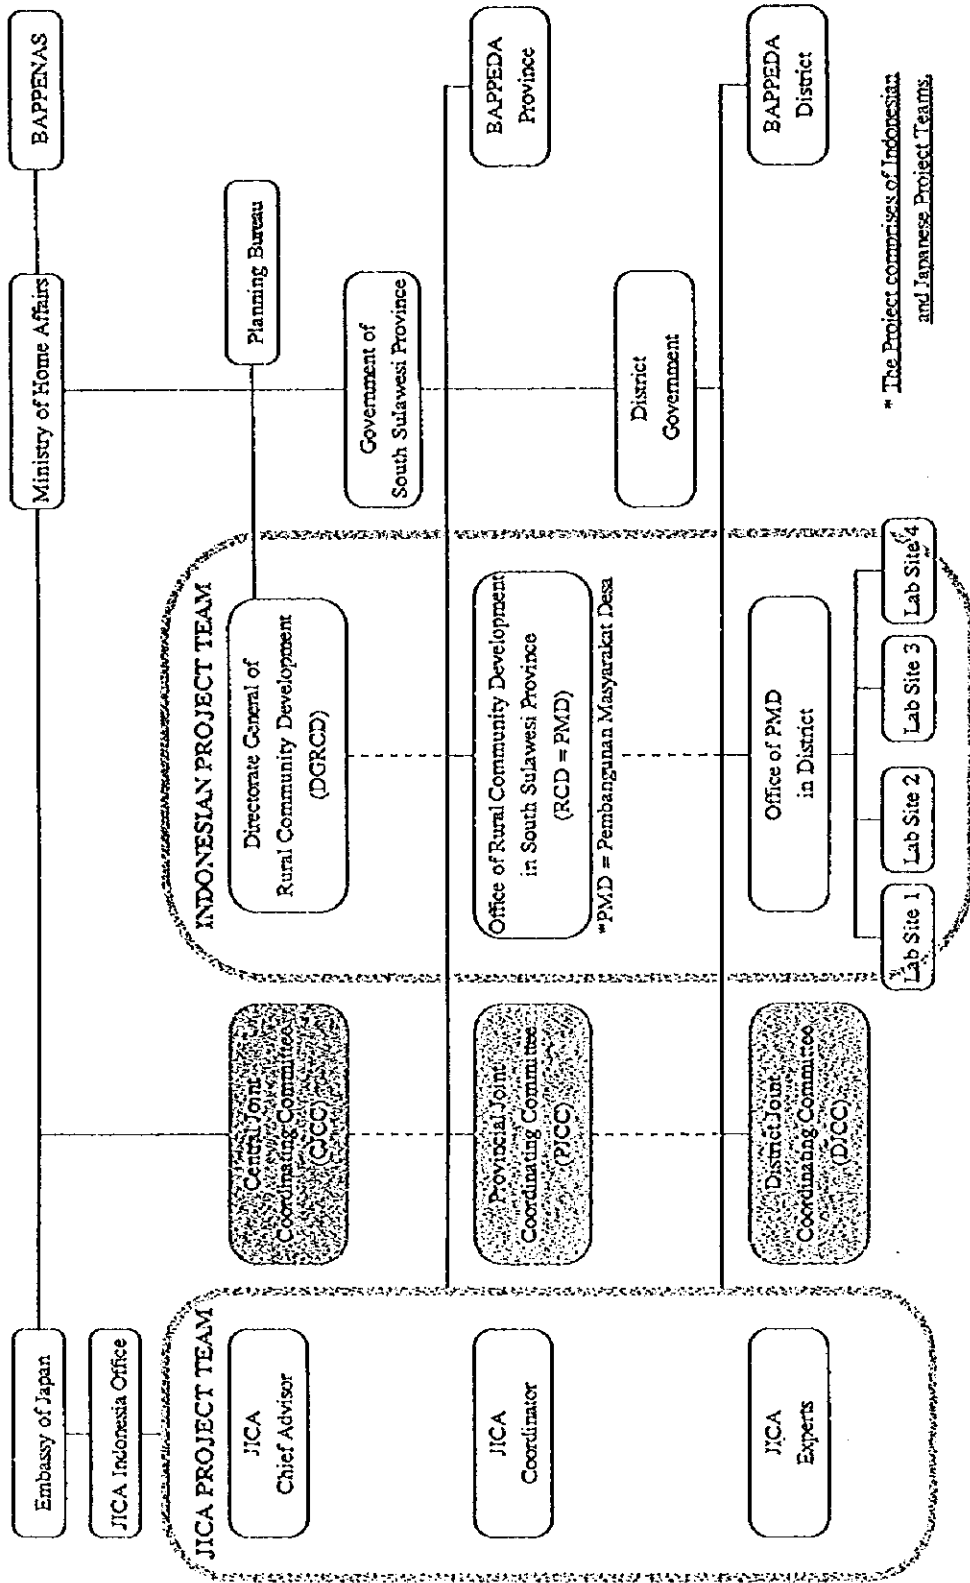 Embassy of Japan
Ministry of Home Affairs
BAPPENAS
JICA Indonesia Office
JICA PROJECT TEAM
INDONESIAN PROJECT TEAM
JICA
Chief Advisor
Central Joint
Coordinating Committee
(CJCC)
Directorate General of
Rural Community Development
(DGRCD)
Planning Bureau
Government of
South Sulawesi Province
JICA
Coordinator
Provincial Joint
Coordinating Committee
(PJCC)
Office of Rural Community Development
in South Sulawesi Province
(RCD = PMD)
*PMD = Pembangunan Masyarakat Desa
BAPPEDA
Province
District
Government
JICA
Experts
District Joint
Coordinating Committee
(DJCC)
Office of PMD
in District
BAPPEDA
District
Lab Site 1
Lab Site 2
Lab Site 3
Lab Site 4
* The Project comprises of Indonesian
and Japanese Project Teams.